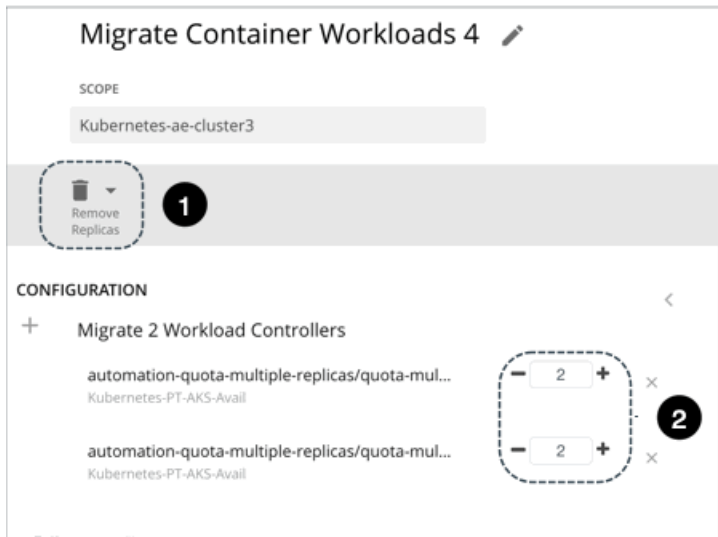 Migrate Container Workloads 4
SCOPE
Kubernetes-ae-cluster3
Remove
Replicas
1
CONFIGURATION
Migrate 2 Workload Controllers
automation-quota-multiple-replicas/quota-mul...
2
Kubernetes-PT-AKS-Avail
2
automation-quota-multiple-replicas/quota-mul...
2
Kubernetes-PT-AKS-Avail